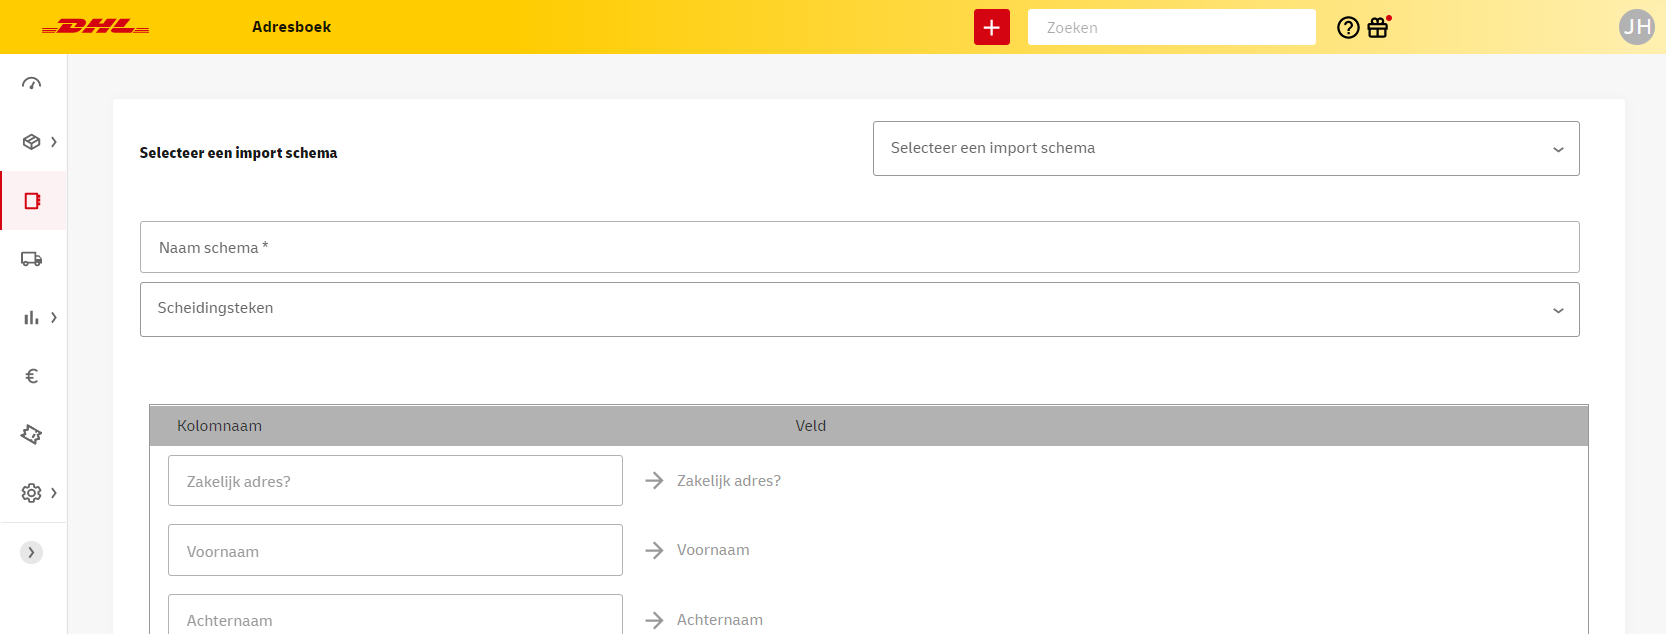 DHL Adresboek + Zoeken ? JH
Selecteer een import schema Selecteer een import schema
Naam schema *
Scheidingsteken
€
Kolomnaam Veld
Zakelijk adres? → Zakelijk adres?
Voornaam → Voornaam
Achternaam → Achternaam